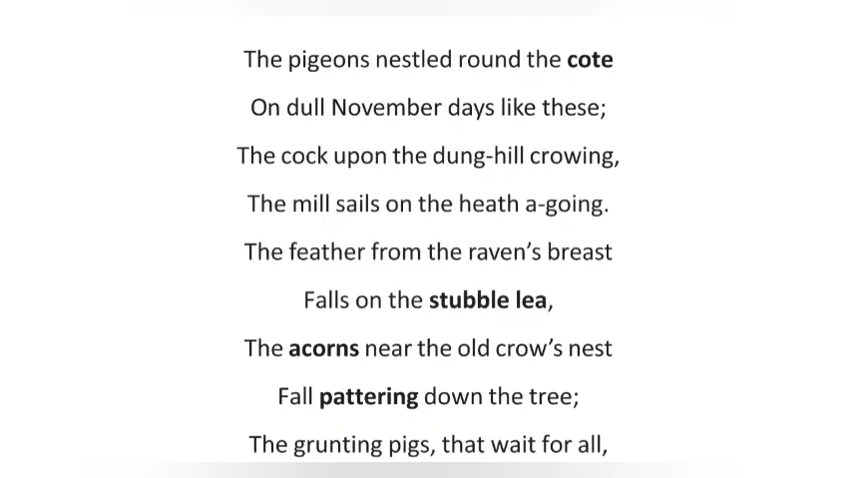 The pigeons nestled round the cote
On dull November days like these;
The cock upon the dung-hill crowing,
The mill sails on the heath a-going.
The feather from the raven’s breast
Falls on the stubble lea,
The acorns near the old crow’s nest
Fall pattering down the tree;
The grunting pigs, that wait for all,